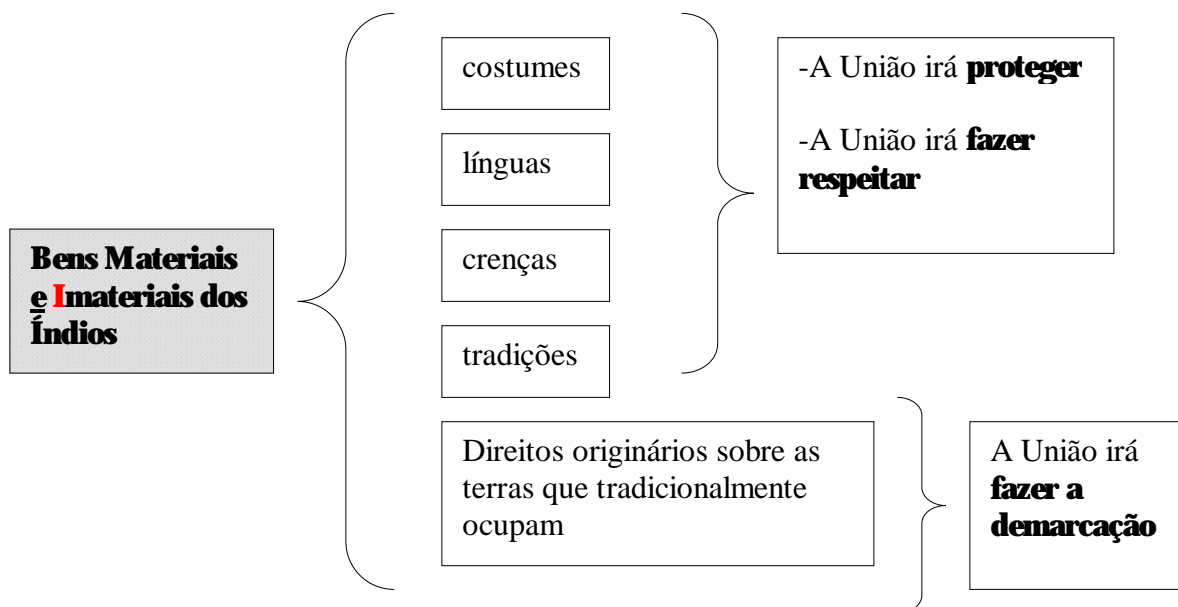 Bens Materiais
e Imateriais dos
Índios
costumes
línguas
crenças
tradições
-A União irá proteger
-A União irá fazer
respeitar
Direitos originários sobre as
terras que tradicionalmente
ocupam
A União irá
fazer a
demarcação